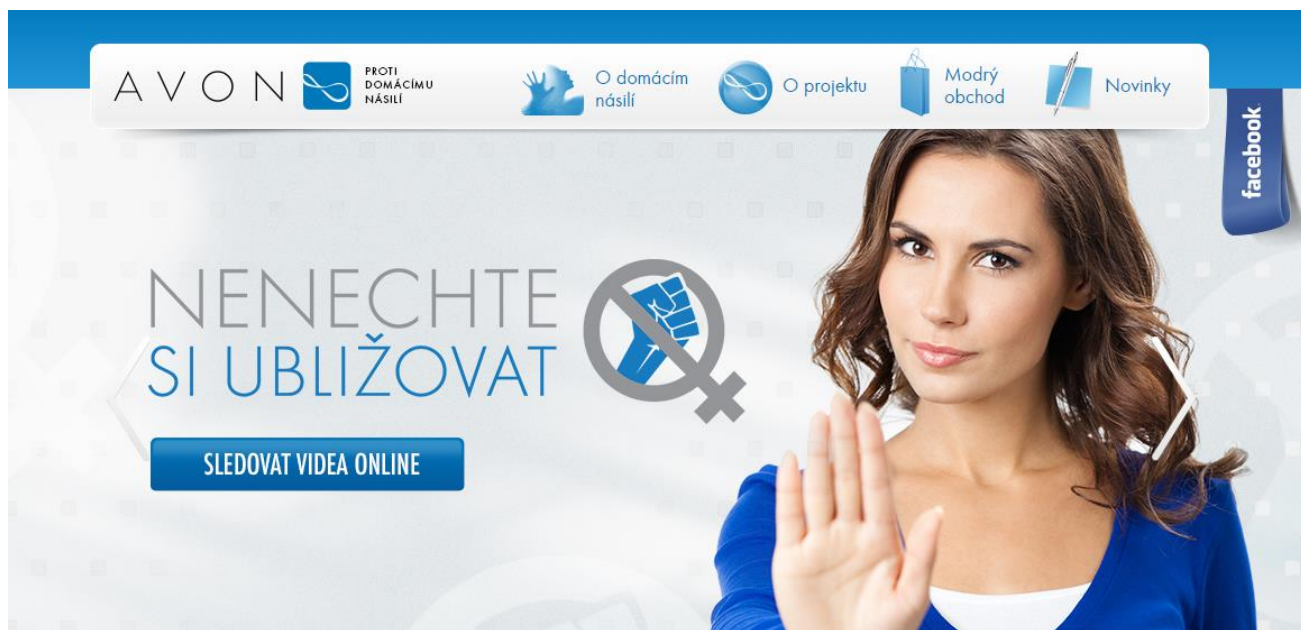 AVON
PROTI
DOMÁCÍMU
NÁSILÍ
O domácím
násilí
O projektu
Modrý
obchod
Novinky
facebook
NENECHTE
SI UBLIŽOVAT
SLEDOVAT VIDEA ONLINE